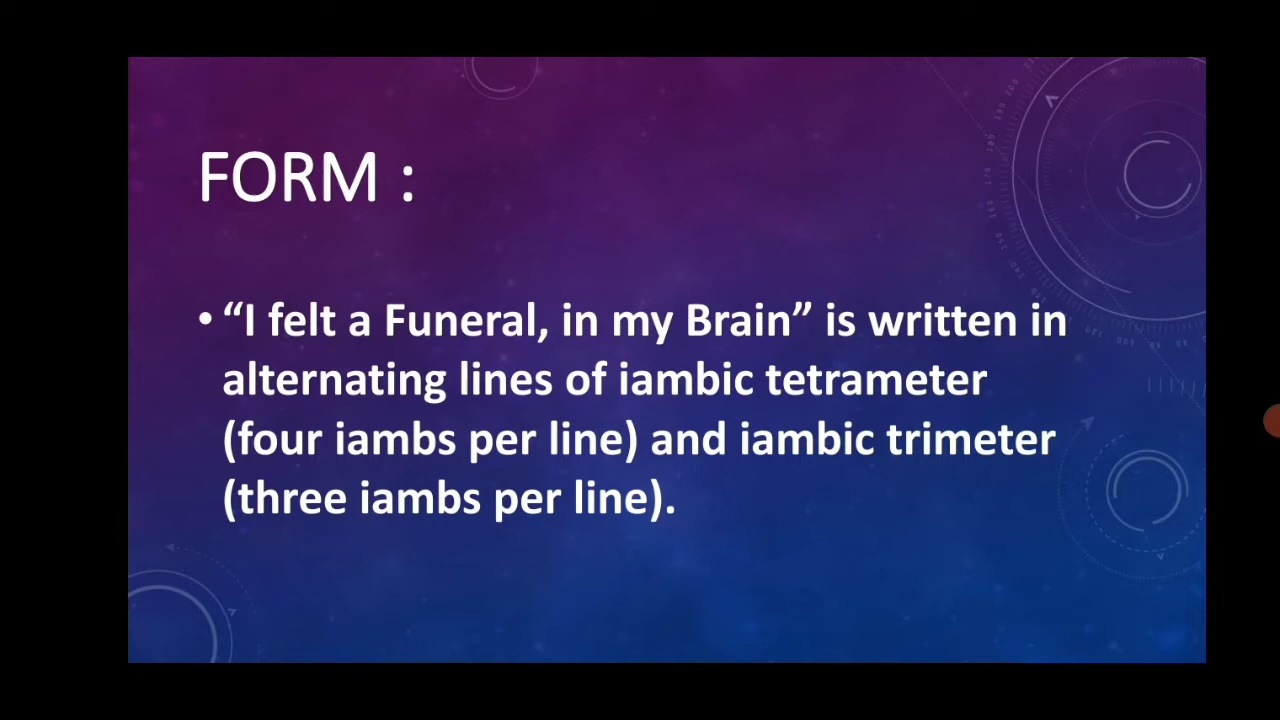 FORM :
• “I felt a Funeral, in my Brain” is written in
alternating lines of iambic tetrameter
(four iambs per line) and iambic trimeter
(three iambs per line).